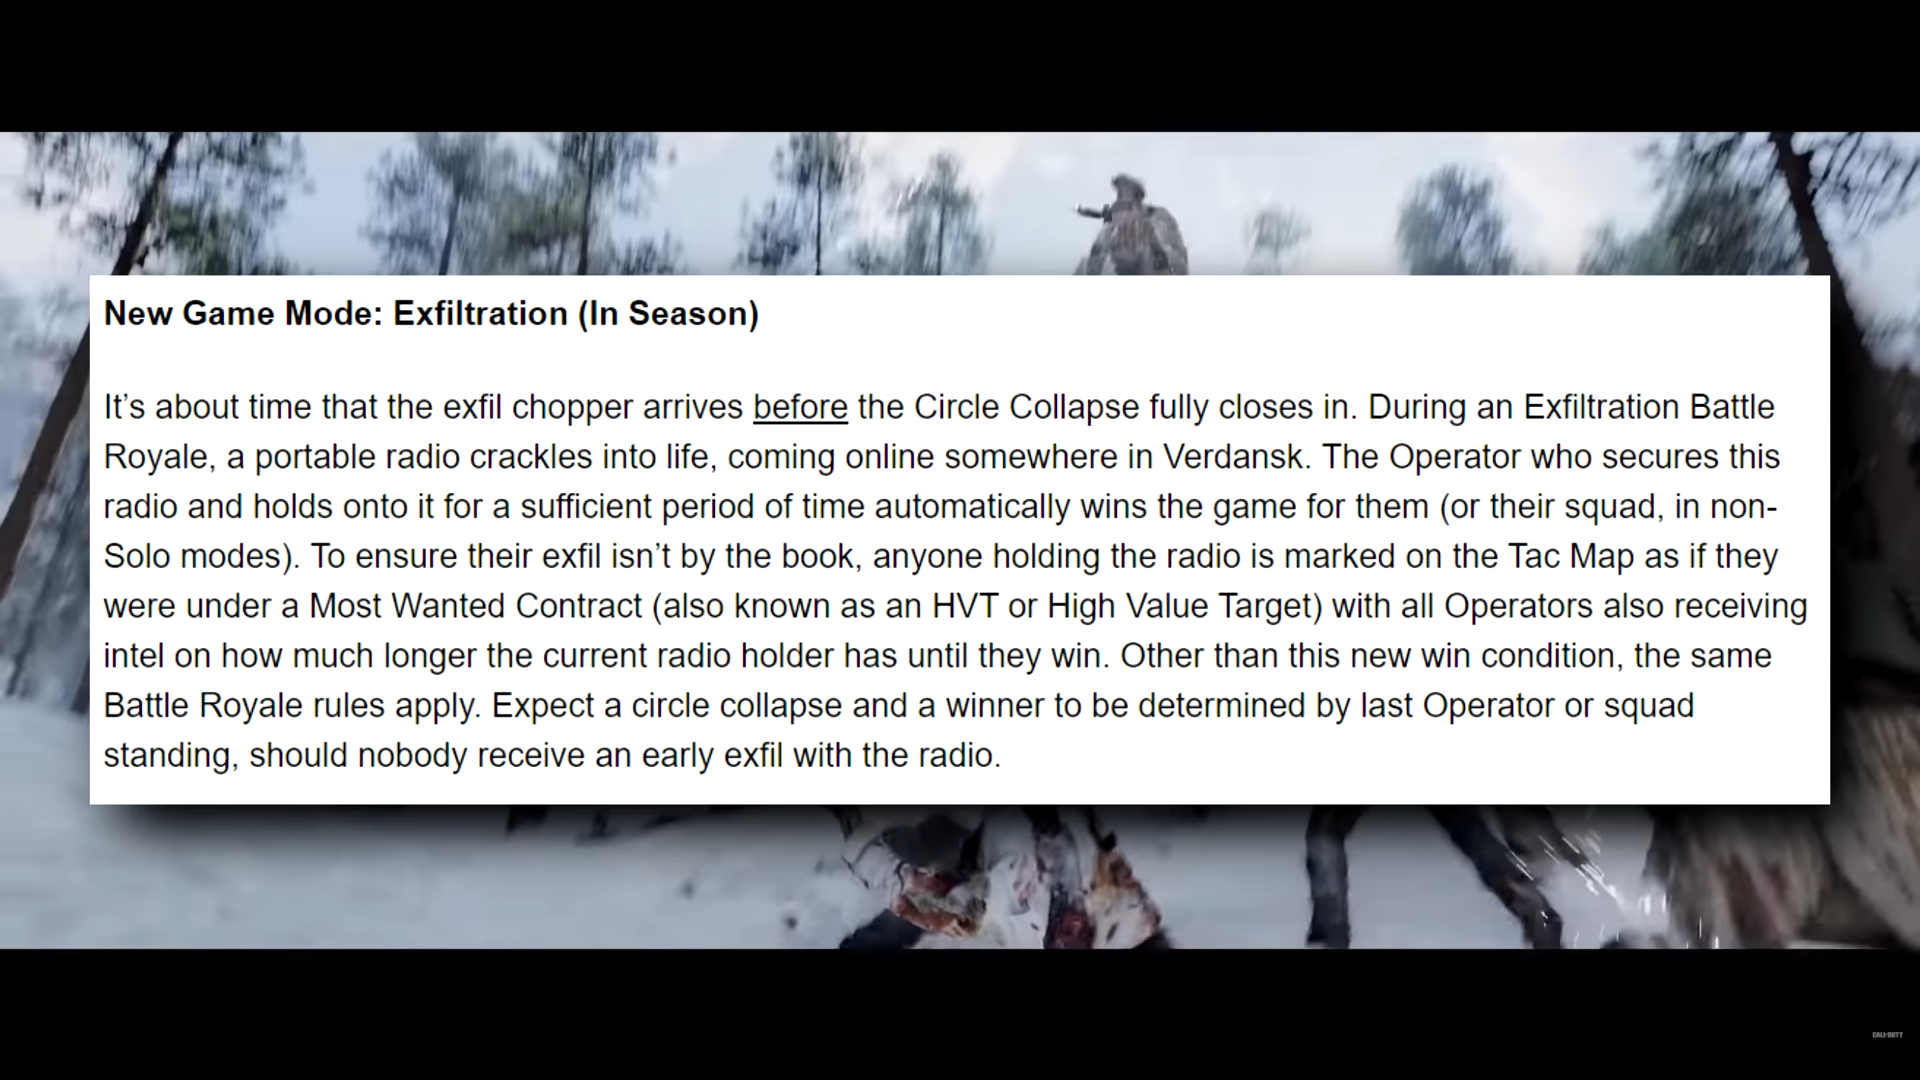 New Game Mode: Exfiltration (In Season)
It’s about time that the exfil chopper arrives before the Circle Collapse fully closes in. During an Exfiltration Battle
Royale, a portable radio crackles into life, coming online somewhere in Verdansk. The Operator who secures this
radio and holds onto it for a sufficient period of time automatically wins the game for them (or their squad, in non-
Solo modes). To ensure their exfil isn’t by the book, anyone holding the radio is marked on the Tac Map as if they
were under a Most Wanted Contract (also known as an HVT or High Value Target) with all Operators also receiving
intel on how much longer the current radio holder has until they win. Other than this new win condition, the same
Battle Royale rules apply. Expect a circle collapse and a winner to be determined by last Operator or squad
standing, should nobody receive an early exfil with the radio.
CALL OF DUTY